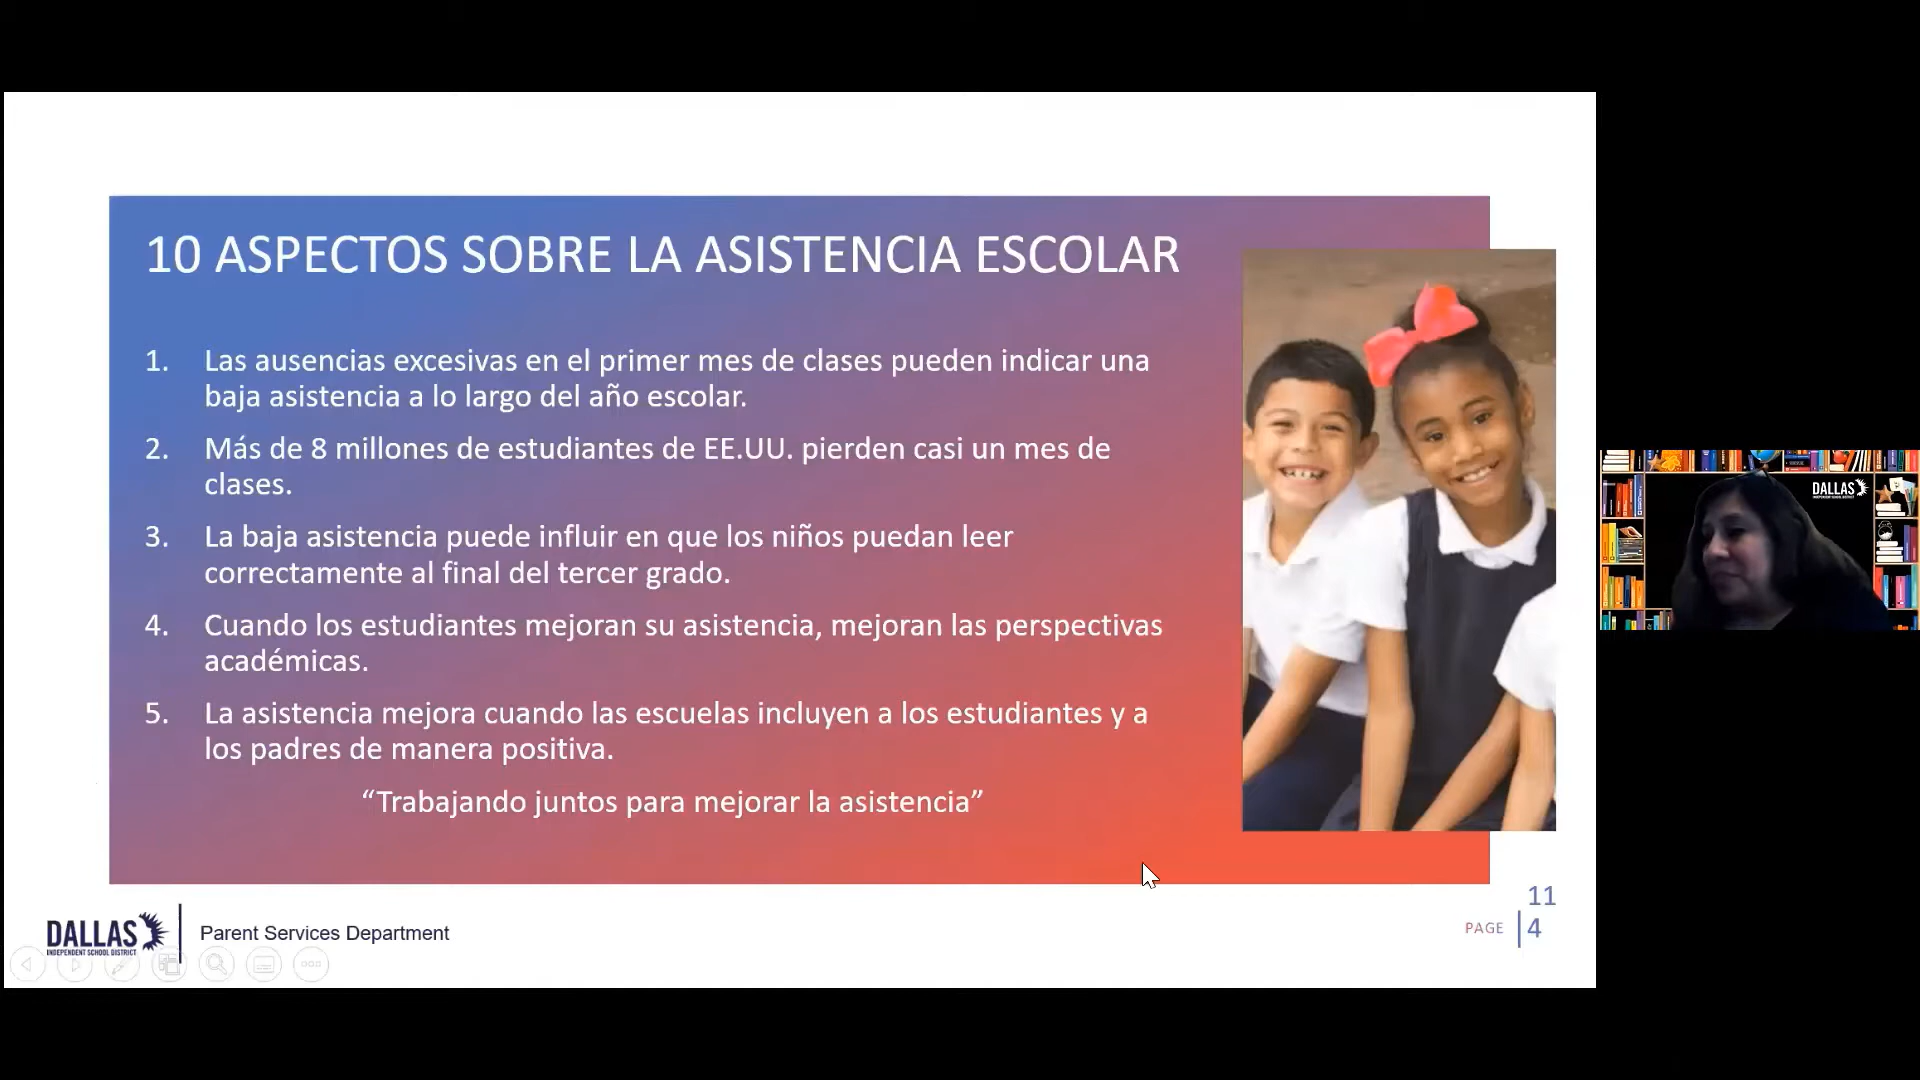 10 ASPECTOS SOBRE LA ASISTENCIA ESCOLAR
1. Las ausencias excesivas en el primer mes de clases pueden indicar una
baja asistencia a lo largo del año escolar.
2. Más de 8 millones de estudiantes de EE.UU. pierden casi un mes de
clases.
3. La baja asistencia puede influir en que los niños puedan leer
correctamente al final del tercer grado.
4. Cuando los estudiantes mejoran su asistencia, mejoran las perspectivas
académicas.
5. La asistencia mejora cuando las escuelas incluyen a los estudiantes y a
los padres de manera positiva.
“Trabajando juntos para mejorar la asistencia”
DALLAS
INDEPENDENT SCHOOL DISTRICT
Parent Services Department
11
PAGE 4
DALLAS
INDEPENDENT SCHOOL DISTRICT